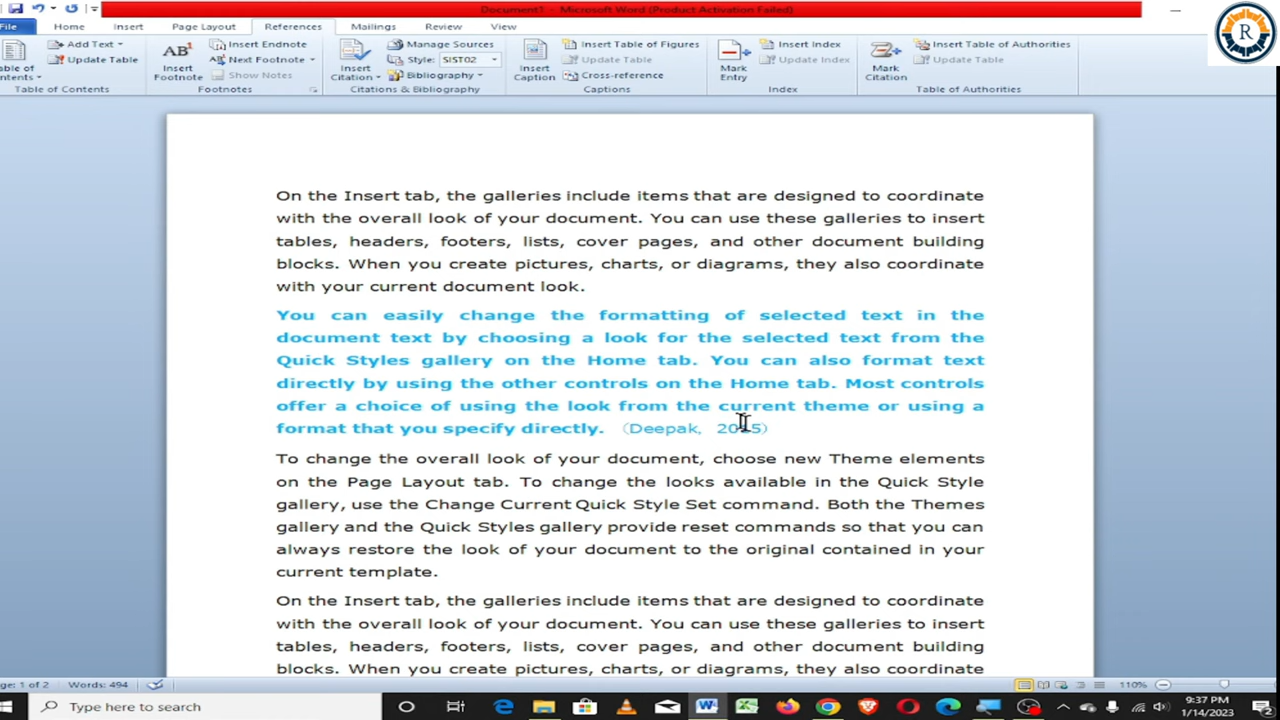 Document1 - Microsoft Word (Product Activation Failed)
File Home Insert Page Layout References Mailings Review View
Add Text
Update Table
Table of Contents
AB1
Insert Footnote
Insert Endnote
Next Footnote
Show Notes
Footnotes
Insert Citation
Manage Sources
Style: SIST02
Bibliography
Citations & Bibliography
Insert Caption
Insert Table of Figures
Update Table
Cross-reference
Captions
Mark Entry
Insert Index
Update Index
Index
Mark Citation
Insert Table of Authorities
Update Table
Table of Authorities
R
On the Insert tab, the galleries include items that are designed to coordinate
with the overall look of your document. You can use these galleries to insert
tables, headers, footers, lists, cover pages, and other document building
blocks. When you create pictures, charts, or diagrams, they also coordinate
with your current document look.
You can easily change the formatting of selected text in the
document text by choosing a look for the selected text from the
Quick Styles gallery on the Home tab. You can also format text
directly by using the other controls on the Home tab. Most controls
offer a choice of using the look from the current theme or using a
format that you specify directly. (Deepak,
To change the overall look of your document, choose new Theme elements
on the Page Layout tab. To change the looks available in the Quick Style
gallery, use the Change Current Quick Style Set command. Both the Themes
gallery and the Quick Styles gallery provide reset commands so that you can
always restore the look of your document to the original contained in your
current template.
On the Insert tab, the galleries include items that are designed to coordinate
with the overall look of your document. You can use these galleries to insert
tables, headers, footers, lists, cover pages, and other document building
blocks. When you create pictures, charts, or diagrams, they also coordinate
ge: 1 of 2 Words: 494 110%
Type here to search
9:37 PM
1/14/2023